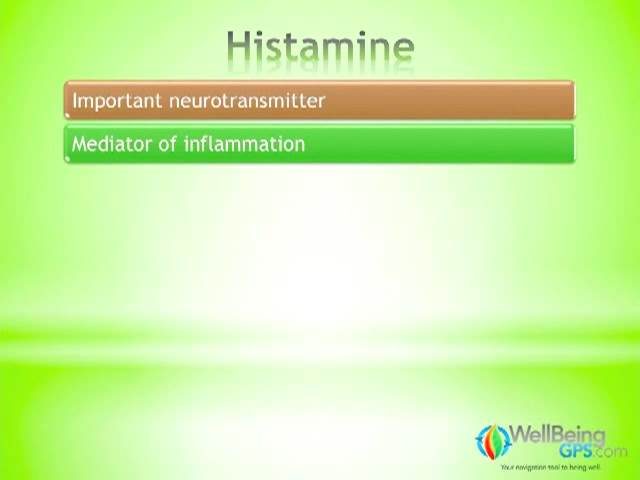 Histamine
Important neurotransmitter
Mediator of inflammation
WellBeing
GPS.com
Your navigation tool to being well.